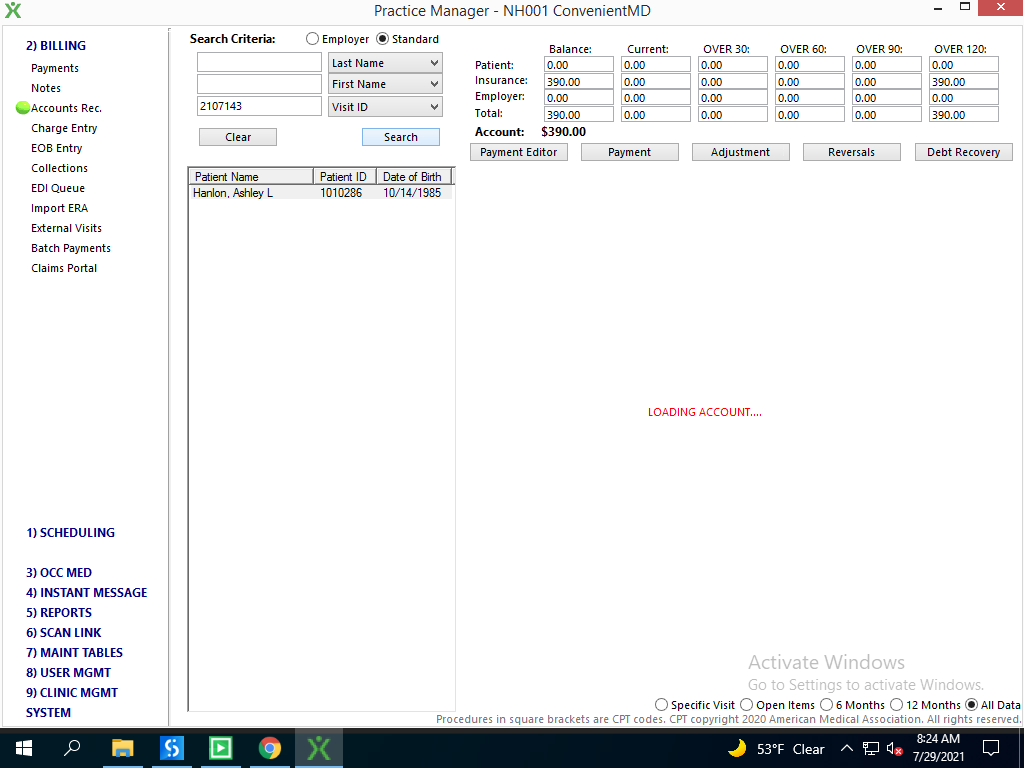 Practice Manager - NH001 ConvenientMD
2) BILLING
Payments
Notes
Accounts Rec.
Charge Entry
EOB Entry
Collections
EDI Queue
Import ERA
External Visits
Batch Payments
Claims Portal
1) SCHEDULING
3) OCC MED
4) INSTANT MESSAGE
5) REPORTS
6) SCAN LINK
7) MAINT TABLES
8) USER MGMT
9) CLINIC MGMT
SYSTEM
Search Criteria: Employer Standard
Last Name
First Name
2107143 Visit ID
Clear Search
Patient Name Patient ID Date of Birth
Hanlon, Ashley L 1010286 10/14/1985
Balance: Current: OVER 30: OVER 60: OVER 90: OVER 120:
Patient: 0.00 0.00 0.00 0.00 0.00 0.00
Insurance: 390.00 0.00 0.00 0.00 0.00 390.00
Employer: 0.00 0.00 0.00 0.00 0.00 0.00
Total: 390.00 0.00 0.00 0.00 0.00 390.00
Account: $390.00
Payment Editor Payment Adjustment Reversals Debt Recovery
LOADING ACCOUNT....
Activate Windows
Go to Settings to activate Windows.
Specific Visit Open Items 6 Months 12 Months All Data
Procedures in square brackets are CPT codes. CPT copyright 2020 American Medical Association. All rights reserved.
53°F Clear
8:24 AM
7/29/2021